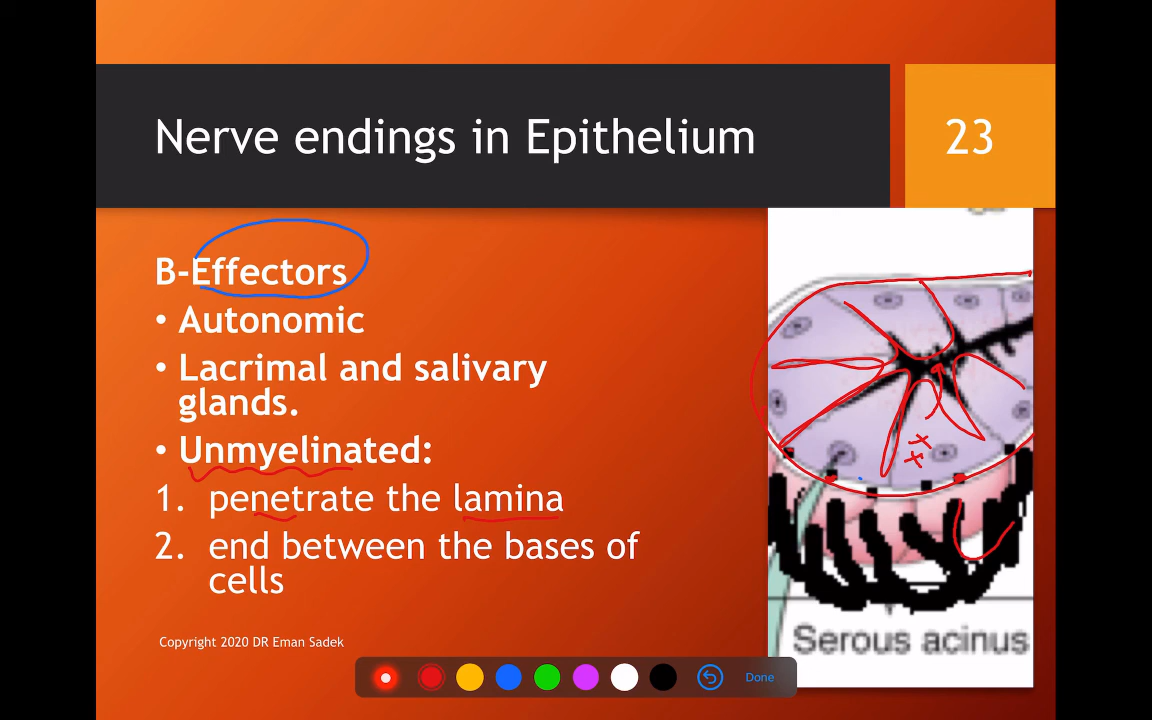 Nerve endings in Epithelium
23
B-Effectors
• Autonomic
• Lacrimal and salivary
glands.
• Unmyelinated:
1. penetrate the lamina
2. end between the bases of
cells
Serous acinus
Copyright 2020 DR Eman Sadek
Done